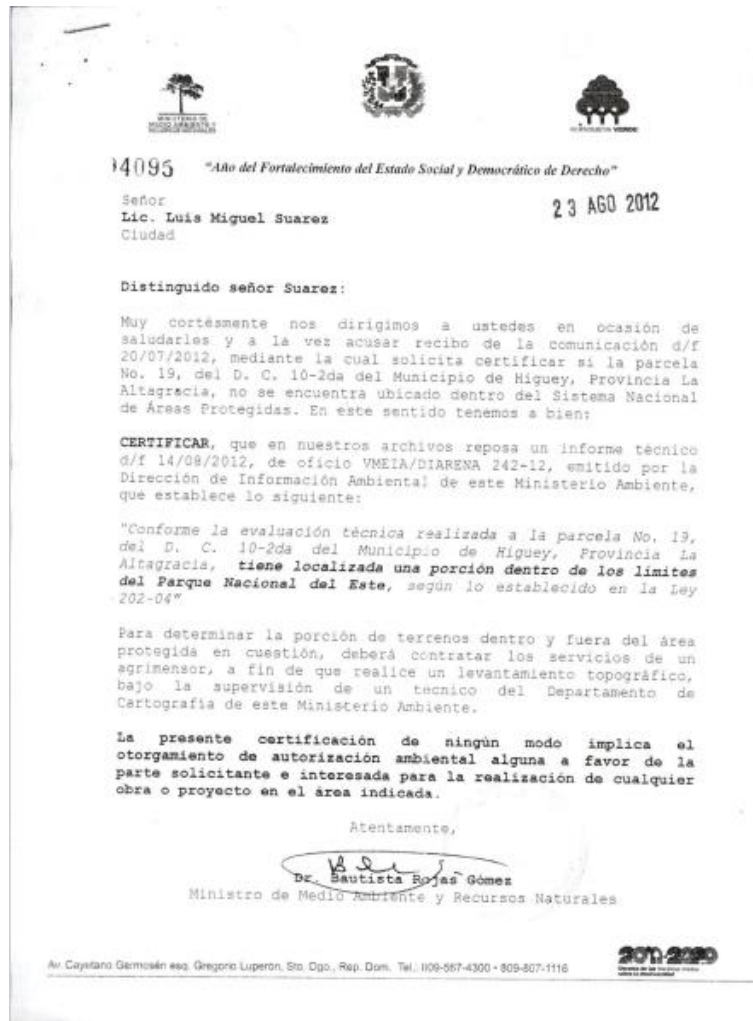 MINISTERIO DE
MEDIO AMBIENTE Y
RECURSOS NATURALES
VERDE
4095
"Año del Fortalecimiento del Estado Social y Democrático de Derecho"
Señor
23 AGO 2012
Lic. Luis Miguel Suarez
Ciudad
Distinguido señor Suarez:
Muy cortésmente nos dirigimos a ustedes en ocasión de
saludarles y a la vez acusar recibo de la comunicación d/f
20/07/2012, mediante la cual solicita certificar si la parcela
No. 19, del D. C. 10-2da del Municipio de Higuey, Provincia La
Altagracia, no se encuentra ubicado dentro del Sistema Nacional
de Áreas Protegidas. En este sentido tenemos a bien:
CERTIFICAR, que en nuestros archivos reposa un informe técnico
d/f 14/08/2012, de oficio VMEIA/DIARENA 242-12, emitido por la
Dirección de Información Ambiental de este Ministerio Ambiente,
que establece lo siguiente:
"Conforme la evaluación técnica realizada a la parcela No. 19,
del D. C. 10-2da del Municipio de Higuey, Provincia La
Altagracia, tiene localizada una porción dentro de los límites
del Parque Nacional del Este, según lo establecido en la Ley
202-04"
Para determinar la porción de terrenos dentro y fuera del área
protegida en cuestión, deberá contratar los servicios de un
agrimensor, a fin de que realice un levantamiento topográfico,
bajo la supervisión de un técnico del Departamento de
Cartografía de este Ministerio Ambiente.
La presente certificación de ningún modo implica el
otorgamiento de autorización ambiental alguna a favor de la
parte solicitante e interesada para la realización de cualquier
obra o proyecto en el área indicada.
Atentamente,
Dr. Bautista Rojas Gómez
Ministro de Medio Ambiente y Recursos Naturales
Av. Cayetano Germosén esq. Gregorio Luperón, Sto. Dgo., Rep. Dom. Tel.: 809-567-4300 • 809-807-1116
2011-2020